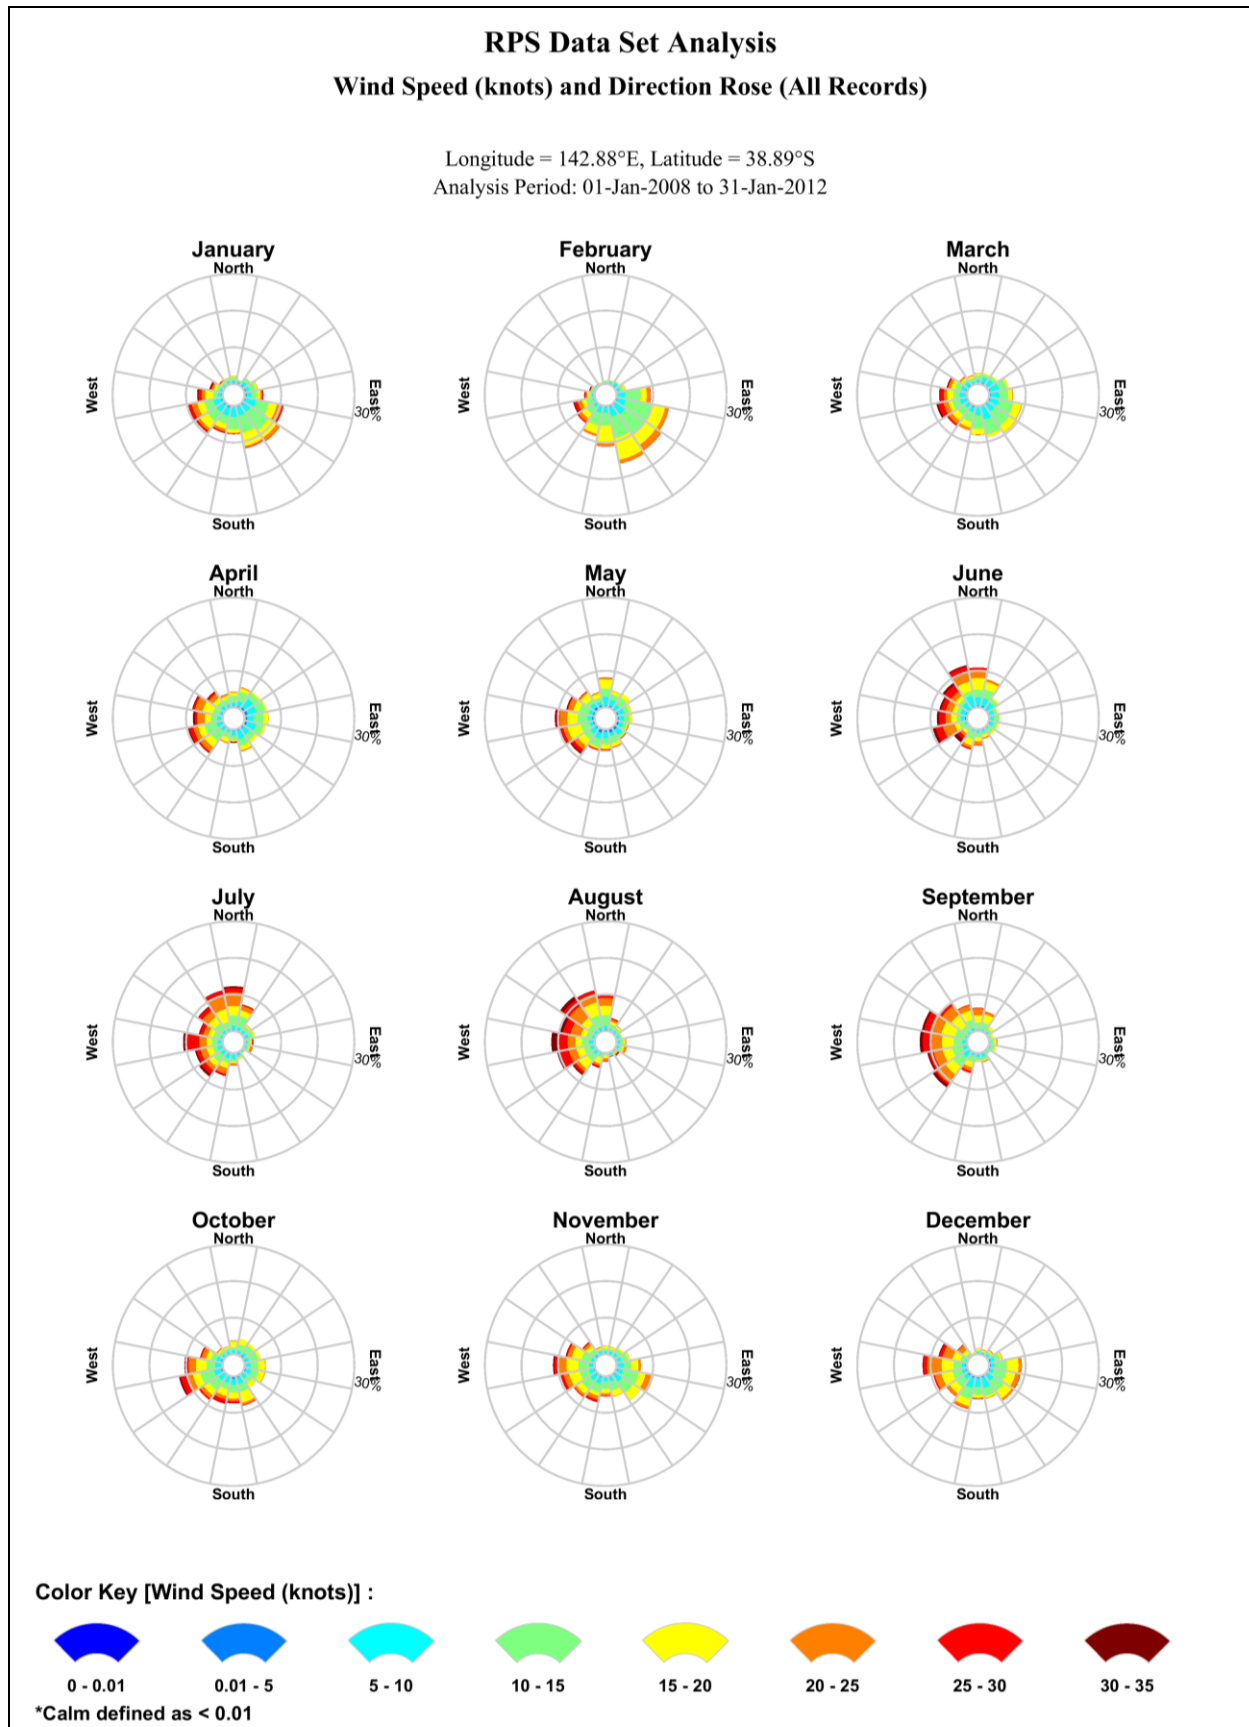 RPS Data Set Analysis
Wind Speed (knots) and Direction Rose (All Records)
Longitude = 142.88°E, Latitude = 38.89°S
Analysis Period: 01-Jan-2008 to 31-Jan-2012
January
North
West
East
30%
South
February
North
West
East
30%
South
March
North
West
East
30%
South
April
North
West
East
30%
South
May
North
West
East
30%
South
June
North
West
East
30%
South
July
North
West
East
30%
South
August
North
West
East
30%
South
September
North
West
East
30%
South
October
North
West
East
30%
South
November
North
West
East
30%
South
December
North
West
East
30%
South
Color Key [Wind Speed (knots)] :
0 - 0.01 0.01 - 5 5 - 10 10 - 15 15 - 20 20 - 25 25 - 30 30 - 35
*Calm defined as < 0.01